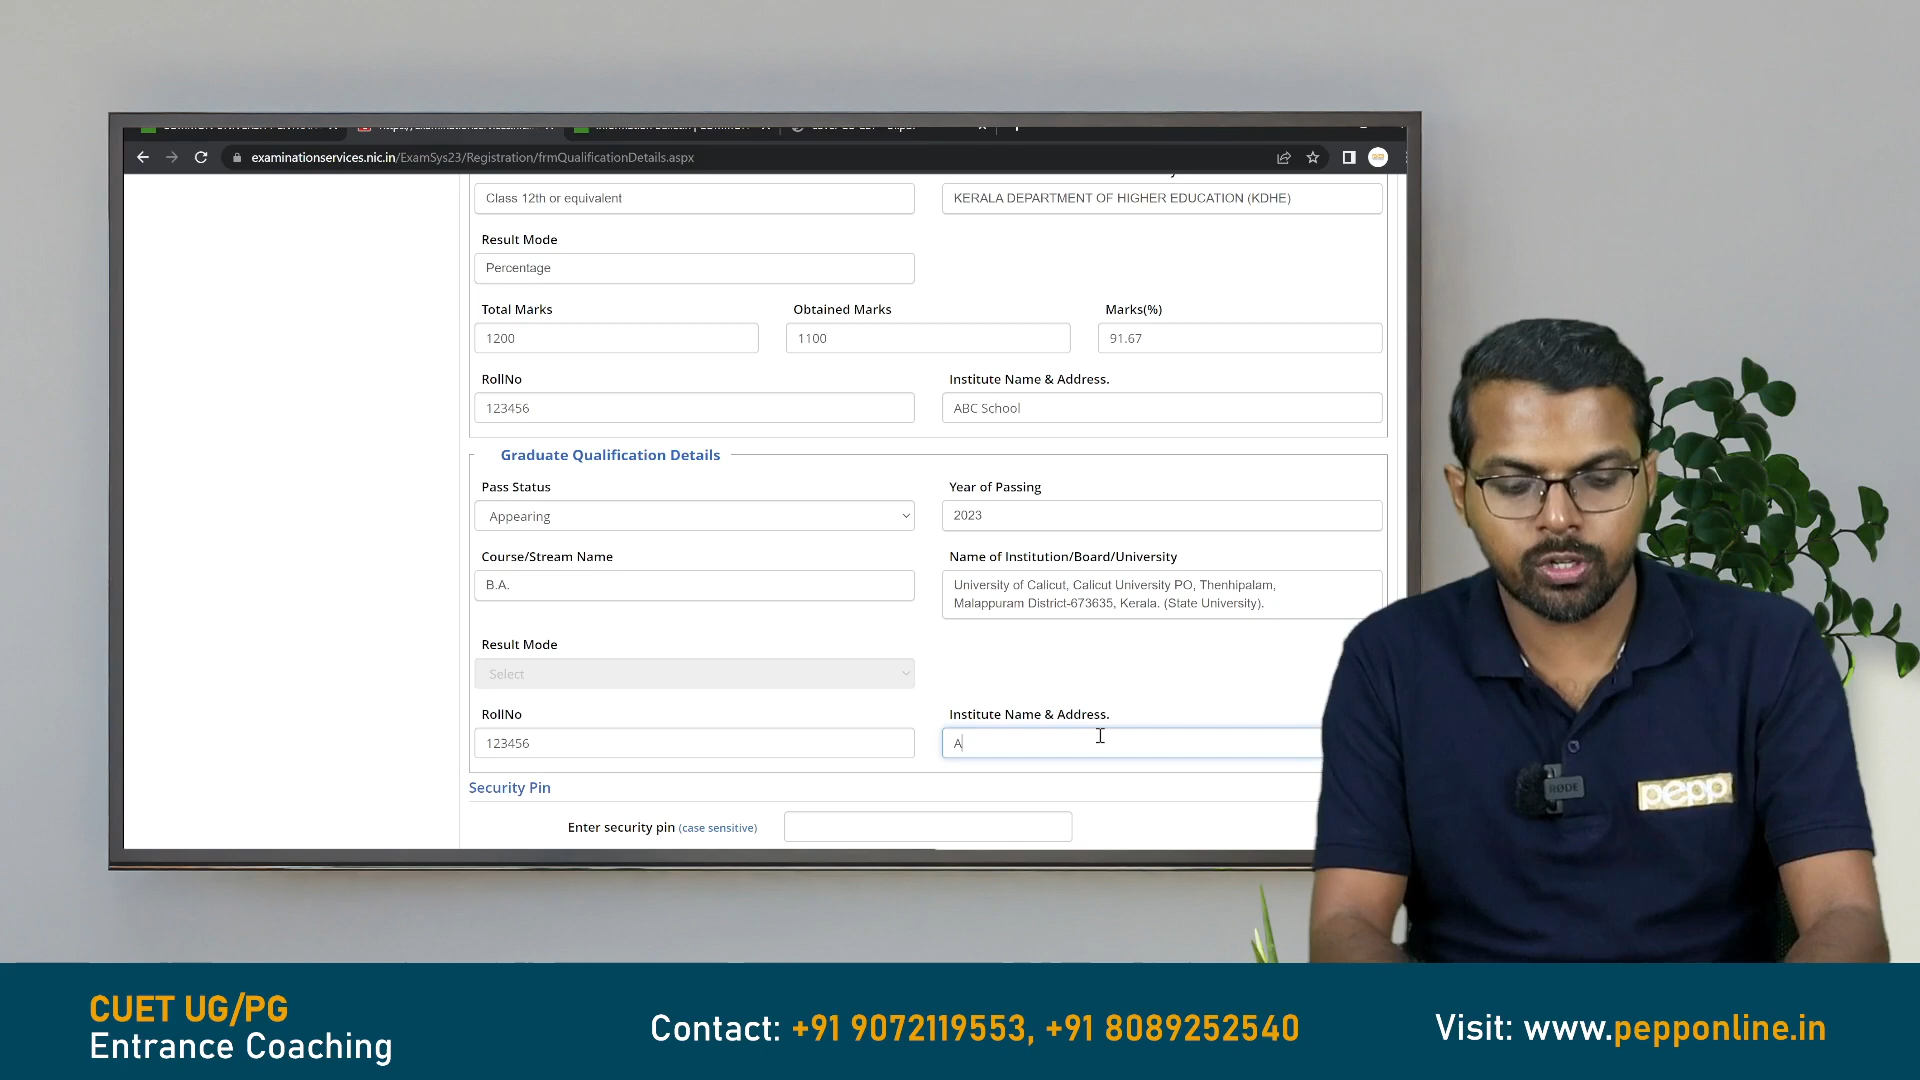 examinationservices.nic.in/ExamSys23/Registration/frmQualificationDetails.aspx
Class 12th or equivalent
KERALA DEPARTMENT OF HIGHER EDUCATION (KDHE)
Result Mode
Percentage
Total Marks
Obtained Marks
Marks(%)
1200
1100
91.67
RollNo
Institute Name & Address.
123456
ABC School
Graduate Qualification Details
Pass Status
Year of Passing
Appearing
2023
Course/Stream Name
Name of Institution/Board/University
B.A.
University of Calicut, Calicut University PO, Thenhipalam,
Malappuram District-673635, Kerala. (State University).
Result Mode
Select
RollNo
Institute Name & Address.
123456
A
Security Pin
Enter security pin (case sensitive)
RØDE
pepp
CUET UG/PG
Entrance Coaching
Contact: +91 9072119553, +91 8089252540
Visit: www.pepponline.in